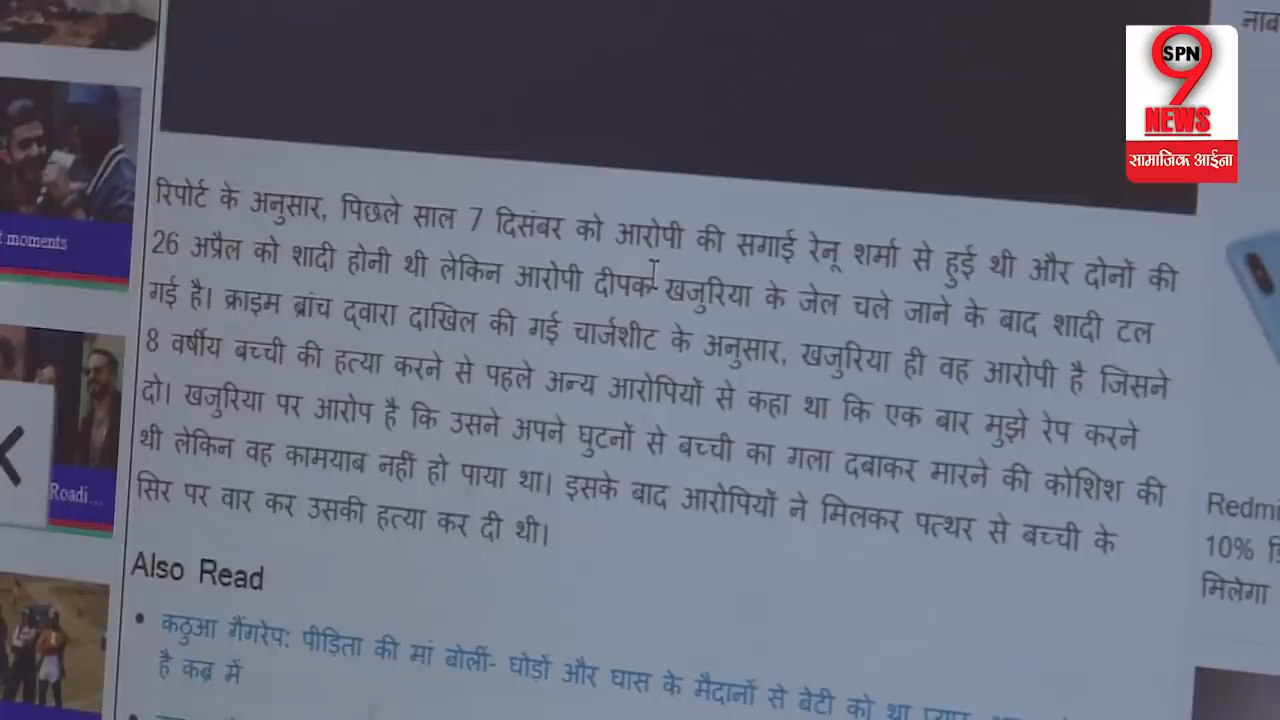 नाव
SPN
9
NEWS
सामाजिक आईना
t moments
रिपोर्ट के अनुसार, पिछले साल 7 दिसंबर को आरोपी की सगाई रेनू शर्मा से हुई थी और दोनों की
26 अप्रैल को शादी होनी थी लेकिन आरोपी दीपक खजुरिया के जेल चले जाने के बाद शादी टल
गई है। क्राइम ब्रांच द्वारा दाखिल की गई चार्जशीट के अनुसार, खजुरिया ही वह आरोपी है जिसने
8 वर्षीय बच्ची की हत्या करने से पहले अन्य आरोपियों से कहा था कि एक बार मुझे रेप करने
दो। खजुरिया पर आरोप है कि उसने अपने घुटनों से बच्ची का गला दबाकर मारने की कोशिश की
थी लेकिन वह कामयाब नहीं हो पाया था। इसके बाद आरोपियों ने मिलकर पत्थर से बच्ची के
सिर पर वार कर उसकी हत्या कर दी थी।
Roadi...
Redmi
10%
मिलेगा
Also Read
• कठुआ गैंगरेप: पीड़िता की मां बोलीं- घोड़ों और घास के मैदानों से बेटी को था
है कब्र में